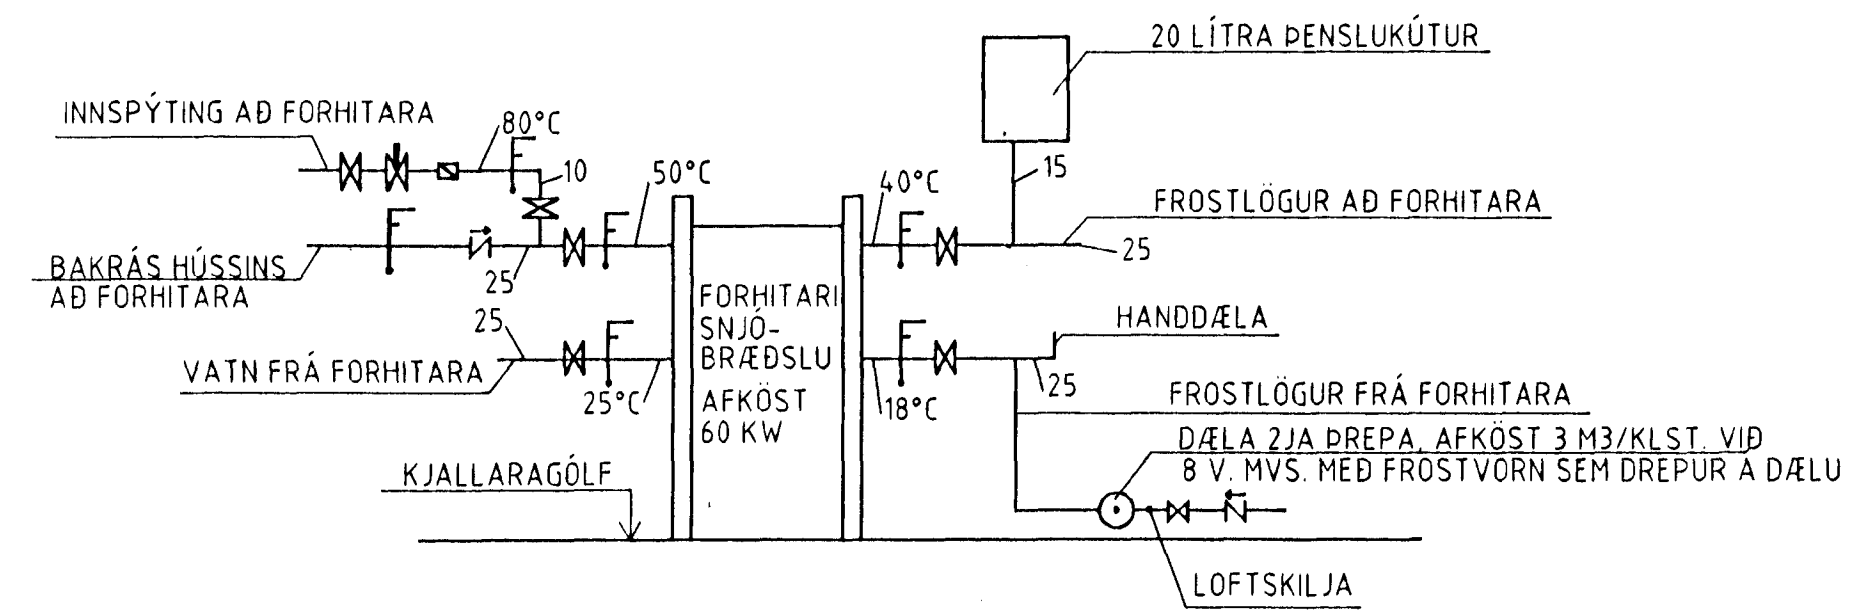 20 LÍTRA ÞENSLUKÚTUR
INNSPÝTING AÐ FORHITARA
80°C
10
50°C
40°C
15
FROSTLÖGUR AÐ FORHITARA
25
BAKRÁS HÚSSINS
AÐ FORHITARA
25
FORHITARI
SNJÓ-
BRÆÐSLU
AFKÖST
60 KW
25
VATN FRÁ FORHITARA
25°C
HANDDÆLA
18°C
25
FROSTLÖGUR FRÁ FORHITARA
DÆLA 2JA ÞREPA, AFKÖST 3 M3/KLST. VIÐ
8 V. MVS. MEÐ FROSTVORN SEM DREPUR A DÆLU
KJALLARAGÓLF
LOFTSKILJA